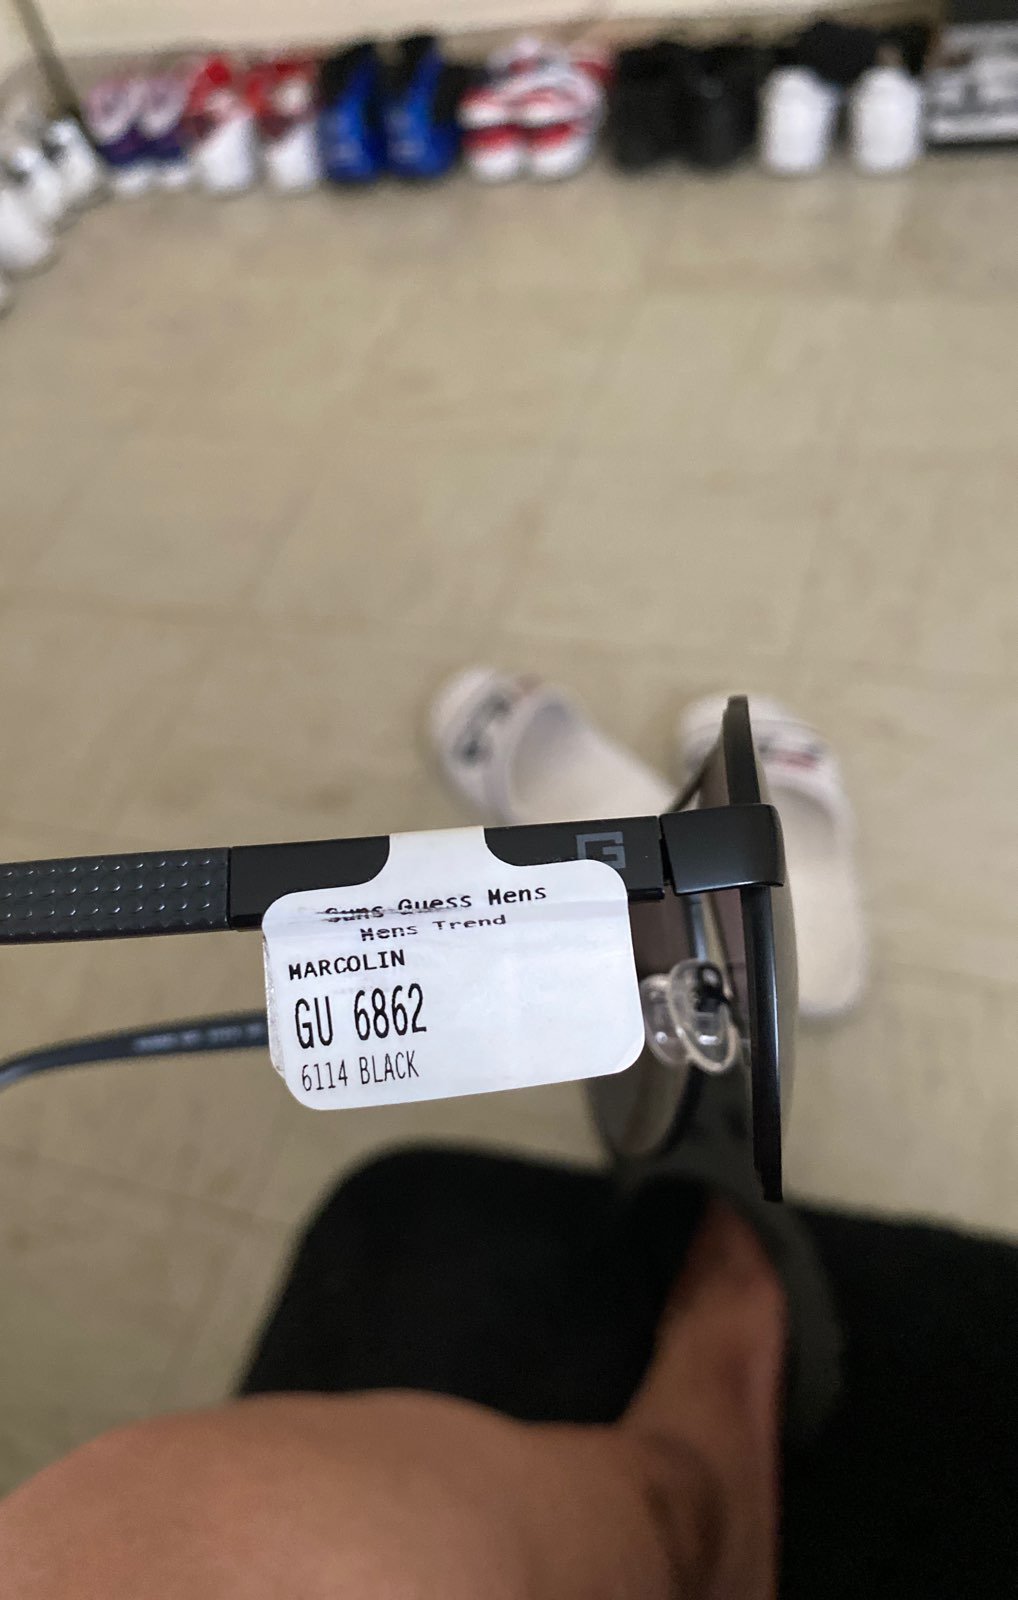 Suns Guess Mens
Mens Trend
MARCOLIN
GU 6862
6114 BLACK
G